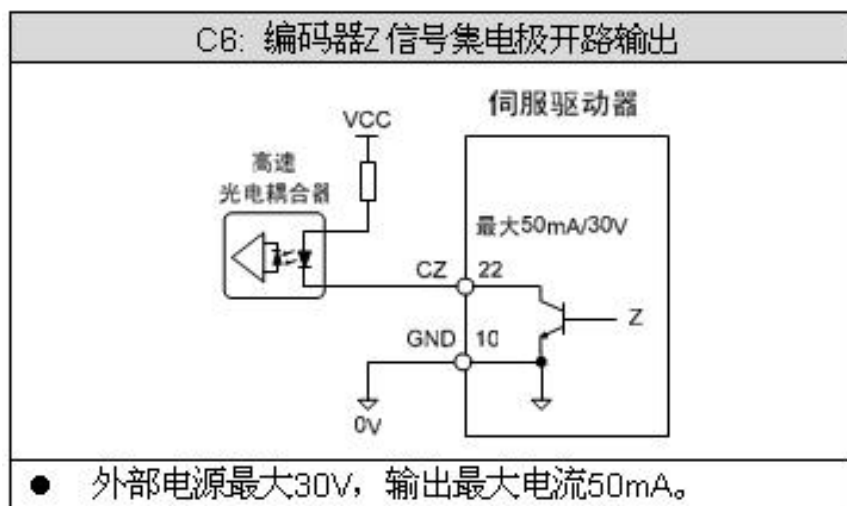 C6: 编码器Z信号集电极开路输出
伺服驱动器
VCC
高速
光电耦合器
最大50mA/30V
CZ 22
Z
GND 10
0V
● 外部电源最大30V，输出最大电流50mA。